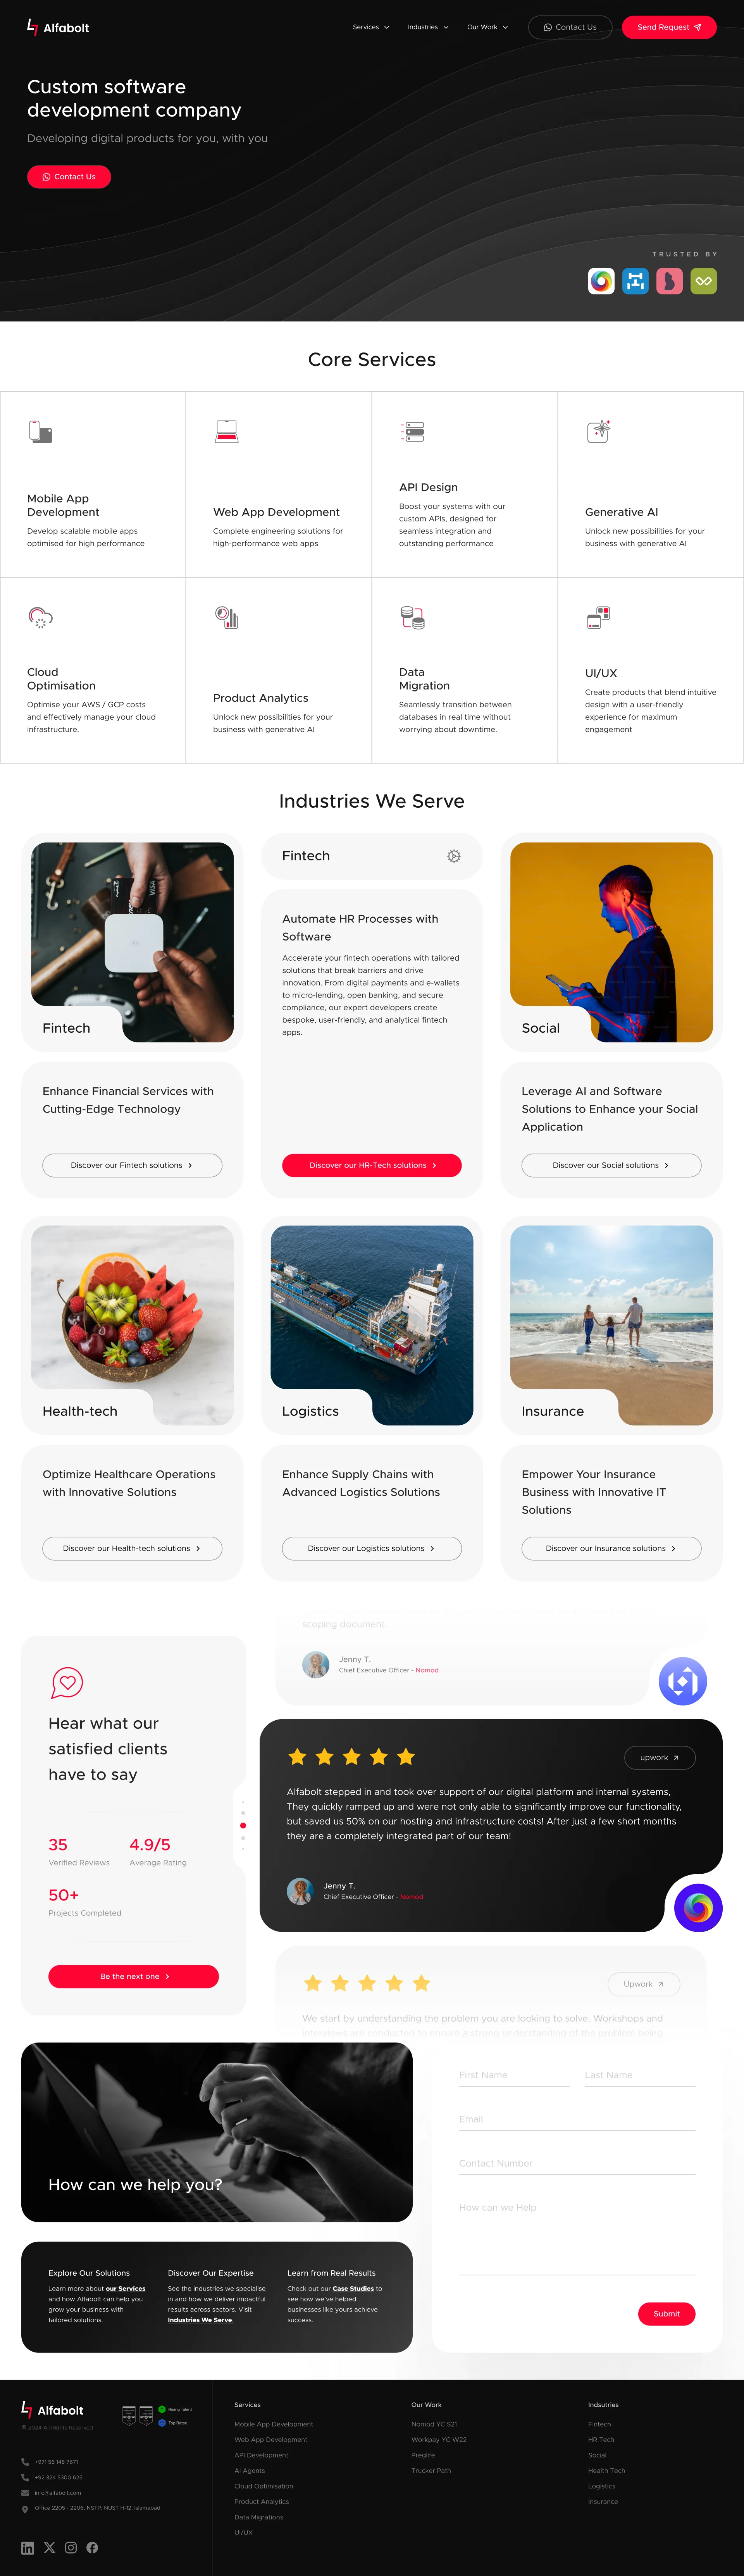 Alfabolt
Services
Industries
Our Work
Contact Us
Send Request
Custom software
development company
Developing digital products for you, with you
Contact Us
TRUSTED BY
Core Services
Mobile App
Development
Develop scalable mobile apps
optimised for high performance
Web App Development
Complete engineering solutions for
high-performance web apps
API Design
Boost your systems with our
custom APIs, designed for
seamless integration and
outstanding performance
Generative AI
Unlock new possibilities for your
business with generative AI
Cloud
Optimisation
Optimise your AWS / GCP costs
and effectively manage your cloud
infrastructure.
Product Analytics
Unlock new possibilities for your
business with generative AI
Data
Migration
Seamlessly transition between
databases in real time without
worrying about downtime.
UI/UX
Create products that blend intuitive
design with a user-friendly
experience for maximum
engagement
Industries We Serve
VISA
Fintech
Enhance Financial Services with
Cutting-Edge Technology
Discover our Fintech solutions
Fintech
Automate HR Processes with
Software
Accelerate your fintech operations with tailored
solutions that break barriers and drive
innovation. From digital payments and e-wallets
to micro-lending, open banking, and secure
compliance, our expert developers create
bespoke, user-friendly, and analytical fintech
apps.
Discover our HR-Tech solutions
Social
Leverage AI and Software
Solutions to Enhance your Social
Application
Discover our Social solutions
Health-tech
Optimize Healthcare Operations
with Innovative Solutions
Discover our Health-tech solutions
Logistics
Enhance Supply Chains with
Advanced Logistics Solutions
Discover our Logistics solutions
Insurance
Empower Your Insurance
Business with Innovative IT
Solutions
Discover our Insurance solutions
Hear what our
satisfied clients
have to say
35
Verified Reviews
4.9/5
Average Rating
50+
Projects Completed
Be the next one
scoping document.
Jenny T.
Chief Executive Officer - Nomod
upwork
Alfabolt stepped in and took over support of our digital platform and internal systems,
They quickly ramped up and were not only able to significantly improve our functionality,
but saved us 50% on our hosting and infrastructure costs! After just a few short months
they are a completely integrated part of our team!
Jenny T.
Chief Executive Officer - Nomod
Upwork
We start by understanding the problem you are looking to solve. Workshops and
interviews are conducted to ensure a strong understanding of the problem being
How can we help you?
Explore Our Solutions
Learn more about our Services
and how Alfabolt can help you
grow your business with
tailored solutions.
Discover Our Expertise
See the industries we specialise
in and how we deliver impactful
results across sectors. Visit
Industries We Serve.
Learn from Real Results
Check out our Case Studies to
see how we've helped
businesses like yours achieve
success.
First Name
Last Name
Email
Contact Number
How can we Help
Submit
Alfabolt
© 2024 All Rights Reserved
Rising Talent
Top Rated
+971 56 148 7671
+92 324 5300 625
info@alfabolt.com
Office 2205 - 2206, NSTP, NUST H-12, Islamabad
Services
Mobile App Development
Web App Development
API Development
AI Agents
Cloud Optimisation
Product Analytics
Data Migrations
UI/UX
Our Work
Nomod YC S21
Workpay YC W22
Preglife
Trucker Path
Indsutries
Fintech
HR Tech
Social
Health Tech
Logistics
Insurance